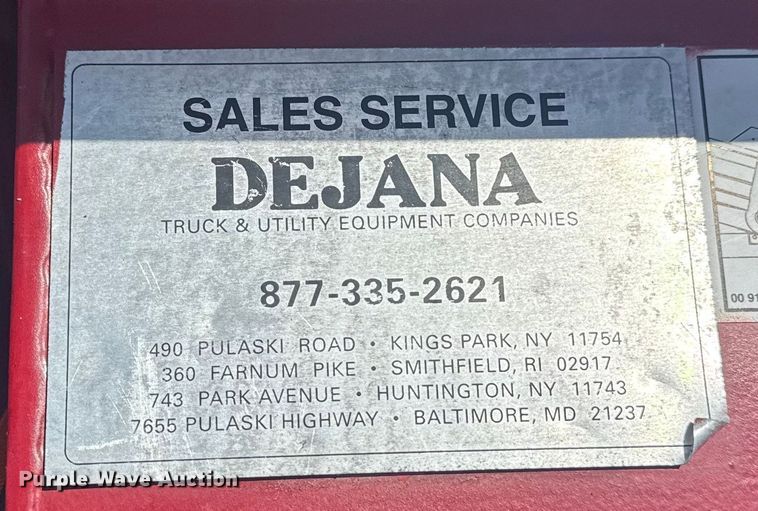 SALES SERVICE
DEJANA
TRUCK & UTILITY EQUIPMENT COMPANIES
877-335-2621
490 PULASKI ROAD • KINGS PARK, NY 11754
360 FARNUM PIKE • SMITHFIELD, RI 02917
743 PARK AVENUE • HUNTINGTON, NY 11743
7655 PULASKI HIGHWAY • BALTIMORE, MD 21237
00 91
Purple Wave Auction